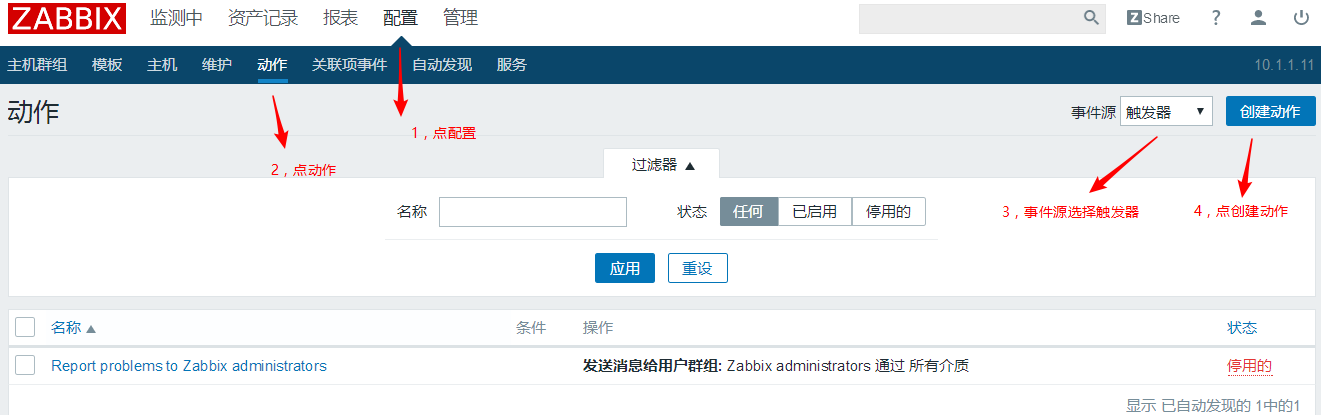 ZABBIX 监测中 资产记录 报表 配置 管理 Z Share ?
主机群组 模板 主机 维护 动作 关联项事件 自动发现 服务 10.1.1.11
动作 事件源 触发器 创建动作
1，点配置
2，点动作
过滤器
名称 状态 任何 已启用 停用的
3，事件源选择触发器 4，点创建动作
应用 重设
名称 条件 操作 状态
Report problems to Zabbix administrators 发送消息给用户群组: Zabbix administrators 通过 所有介质 停用的
显示 已自动发现的 1中的1